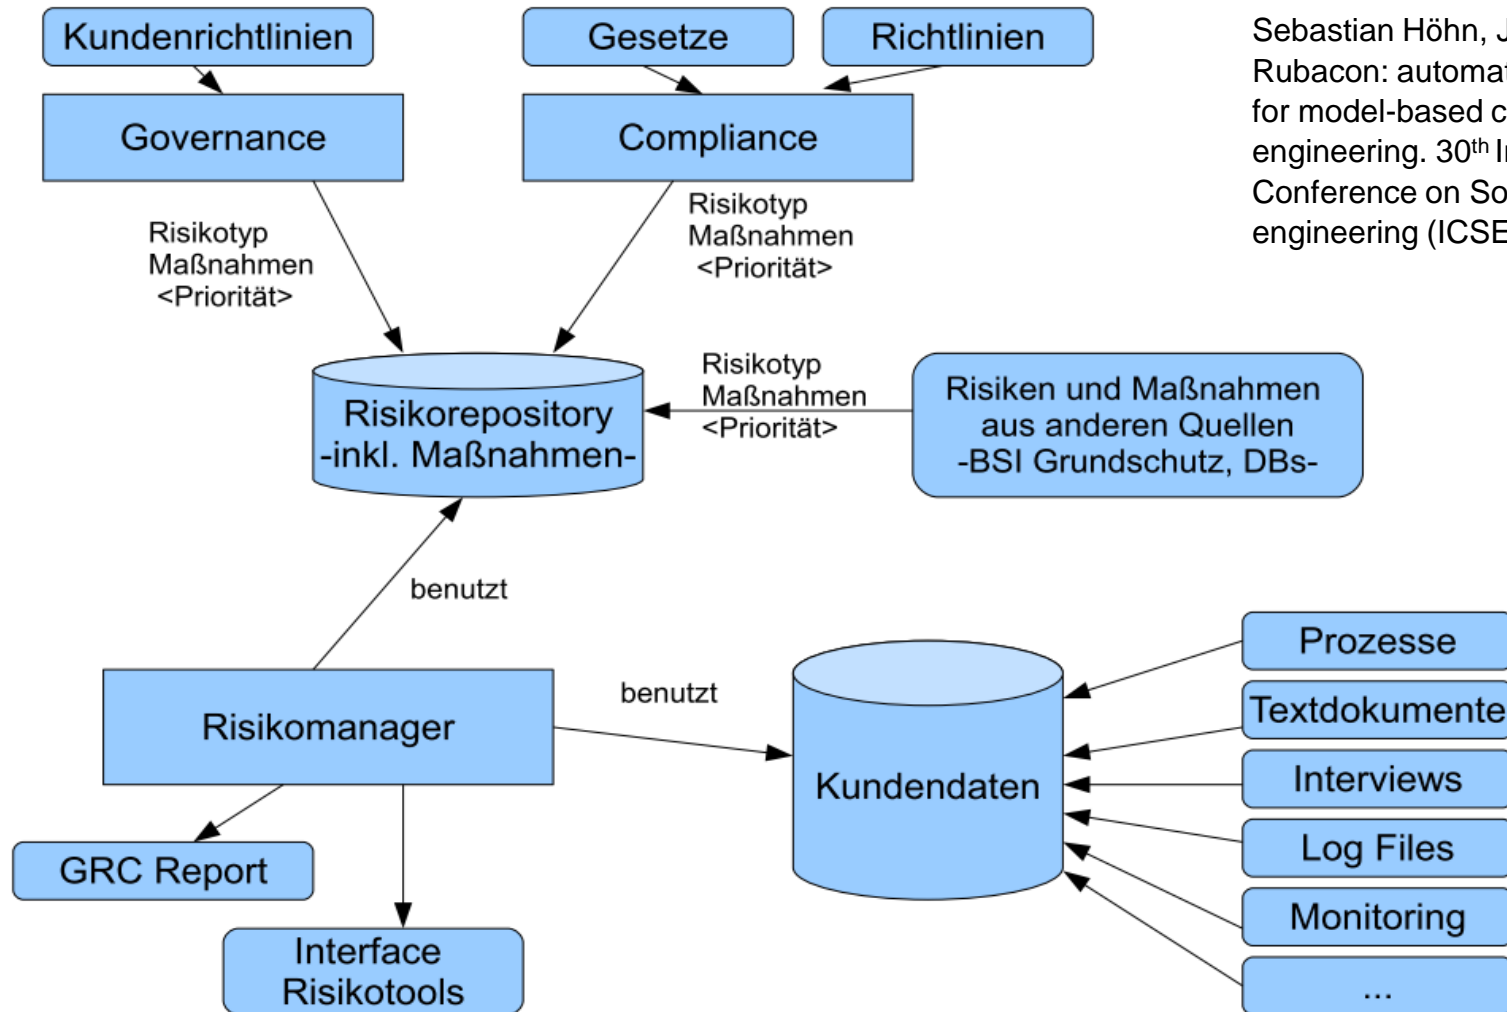 Kundenrichtlinien
Gesetze
Richtlinien
Governance
Compliance
Sebastian Höhn, J
Rubacon: automat
for model-based c
engineering. 30th I
Conference on So
engineering (ICSE
Risikotyp
Maßnahmen
<Priorität>
Risikotyp
Maßnahmen
<Priorität>
Risikotyp
Maßnahmen
<Priorität>
Risikorepository
-inkl. Maßnahmen-
Risiken und Maßnahmen
aus anderen Quellen
-BSI Grundschutz, DBs-
benutzt
Risikomanager
benutzt
Kundendaten
Prozesse
Textdokumente
Interviews
Log Files
Monitoring
...
GRC Report
Interface
Risikotools